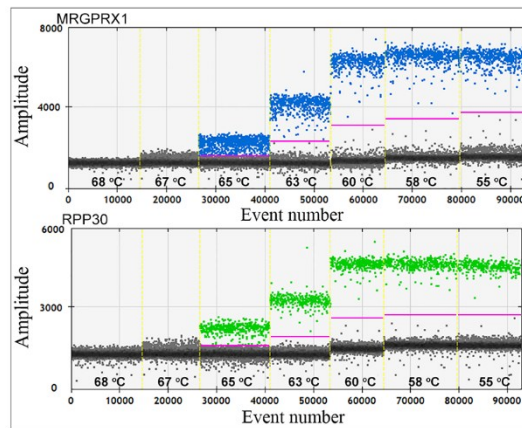 MRGPRX1
8000
4000
0
Amplitude
68 °C 67 °C 65 °C 63 °C 60 °C 58 °C 55 °C
0 10000 20000 30000 40000 50000 60000 70000 80000 90000
Event number
RPP30
6000
3000
0
Amplitude
68 °C 67 °C 65 °C 63 °C 60 °C 58 °C 55 °C
0 10000 20000 30000 40000 50000 60000 70000 80000 90000
Event number